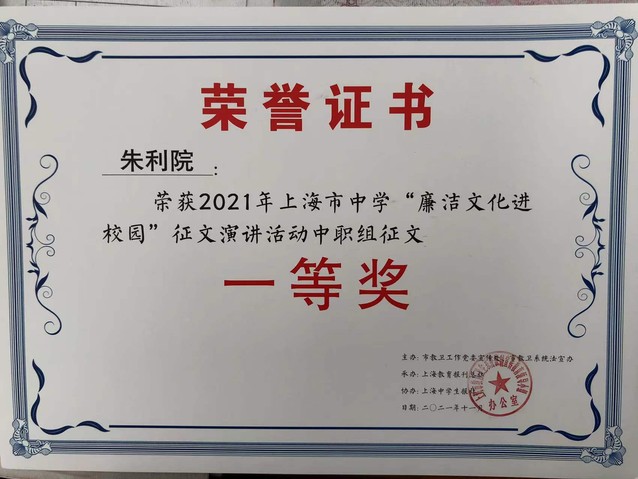 荣誉证书
朱利院：
荣获2021年上海市中学“廉洁文化进
校园”征文演讲活动中职组征文
一等奖
主办：市教卫工作党委宣传处、市教卫系统法宣办
承办：上海教育报刊总社
协办：上海中学生报社
日期：二〇二一年十一月
办公室